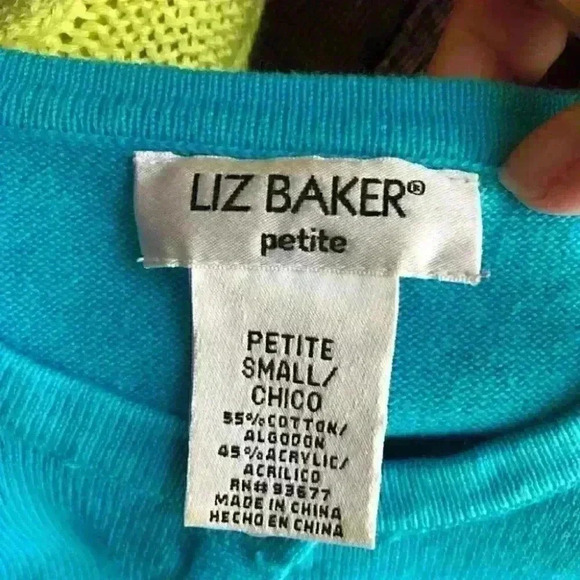 LIZ BAKER®
petite
PETITE
SMALL/
CHICO
55%COTTON/
ALGODON
45%ACRYLIC/
ACRILICO
RN# 93677
MADE IN CHINA
HECHO EN CHINA